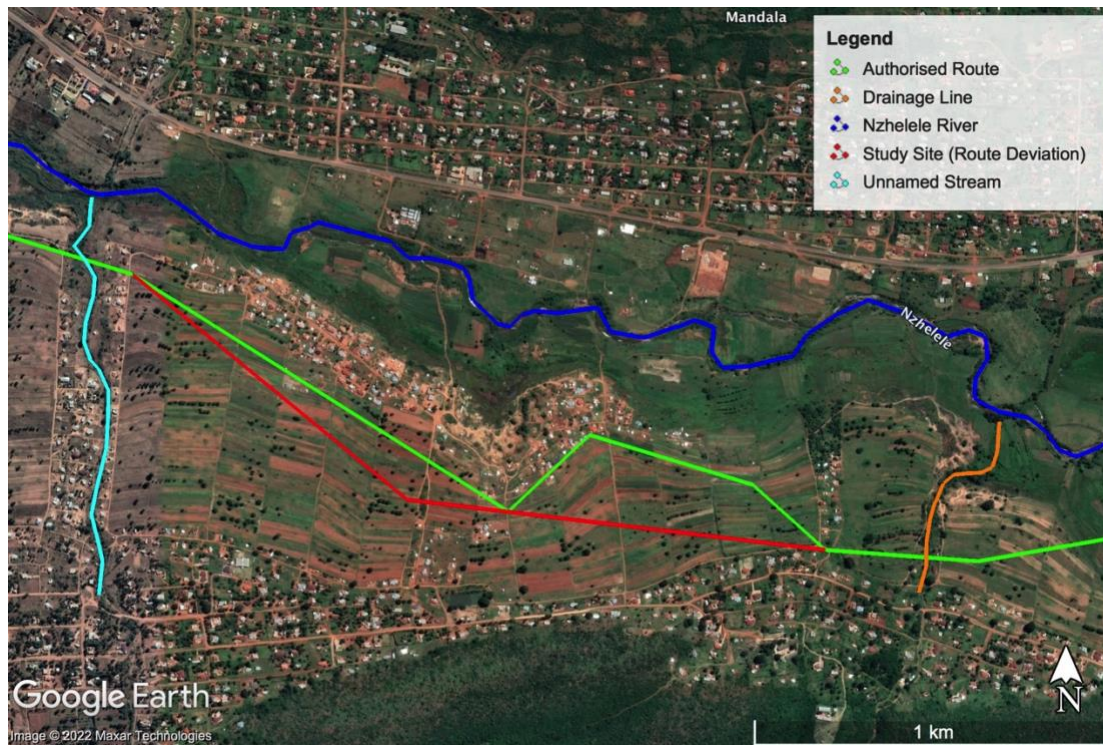 Mandala
Legend
Authorised Route
Drainage Line
Nzhelele River
Study Site (Route Deviation)
Unnamed Stream
Nzhelele
N
Google Earth
Image © 2022 Maxar Technologies
1 km